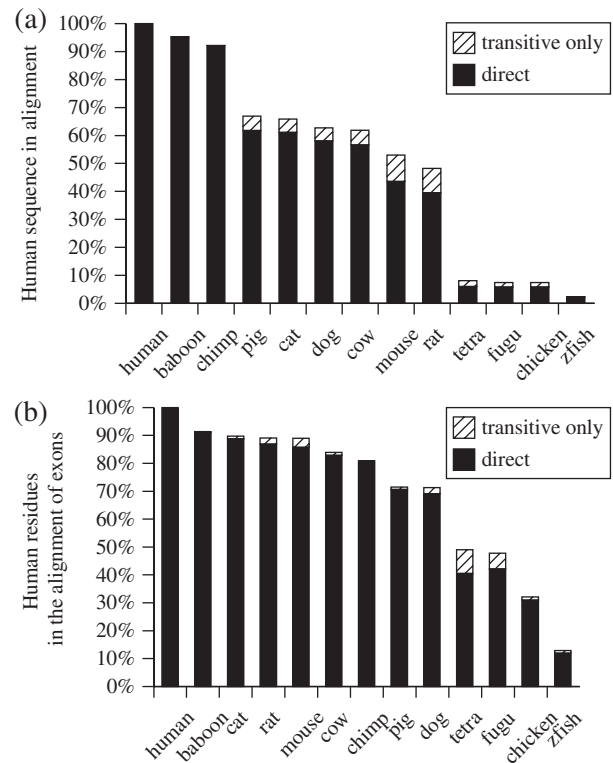 (a)
100%
90%
80%
70%
60%
50%
40%
30%
20%
10%
0%
Human sequence in alignment
transitive only
direct
human
baboon
chimp
pig
cat
dog
cow
mouse
rat
tetra
fugu
chicken
zfish
(b)
100%
90%
80%
70%
60%
50%
40%
30%
20%
10%
0%
Human residues
in the alignment of exons
transitive only
direct
human
baboon
cat
rat
mouse
cow
chimp
pig
dog
tetra
fugu
chicken
zfish